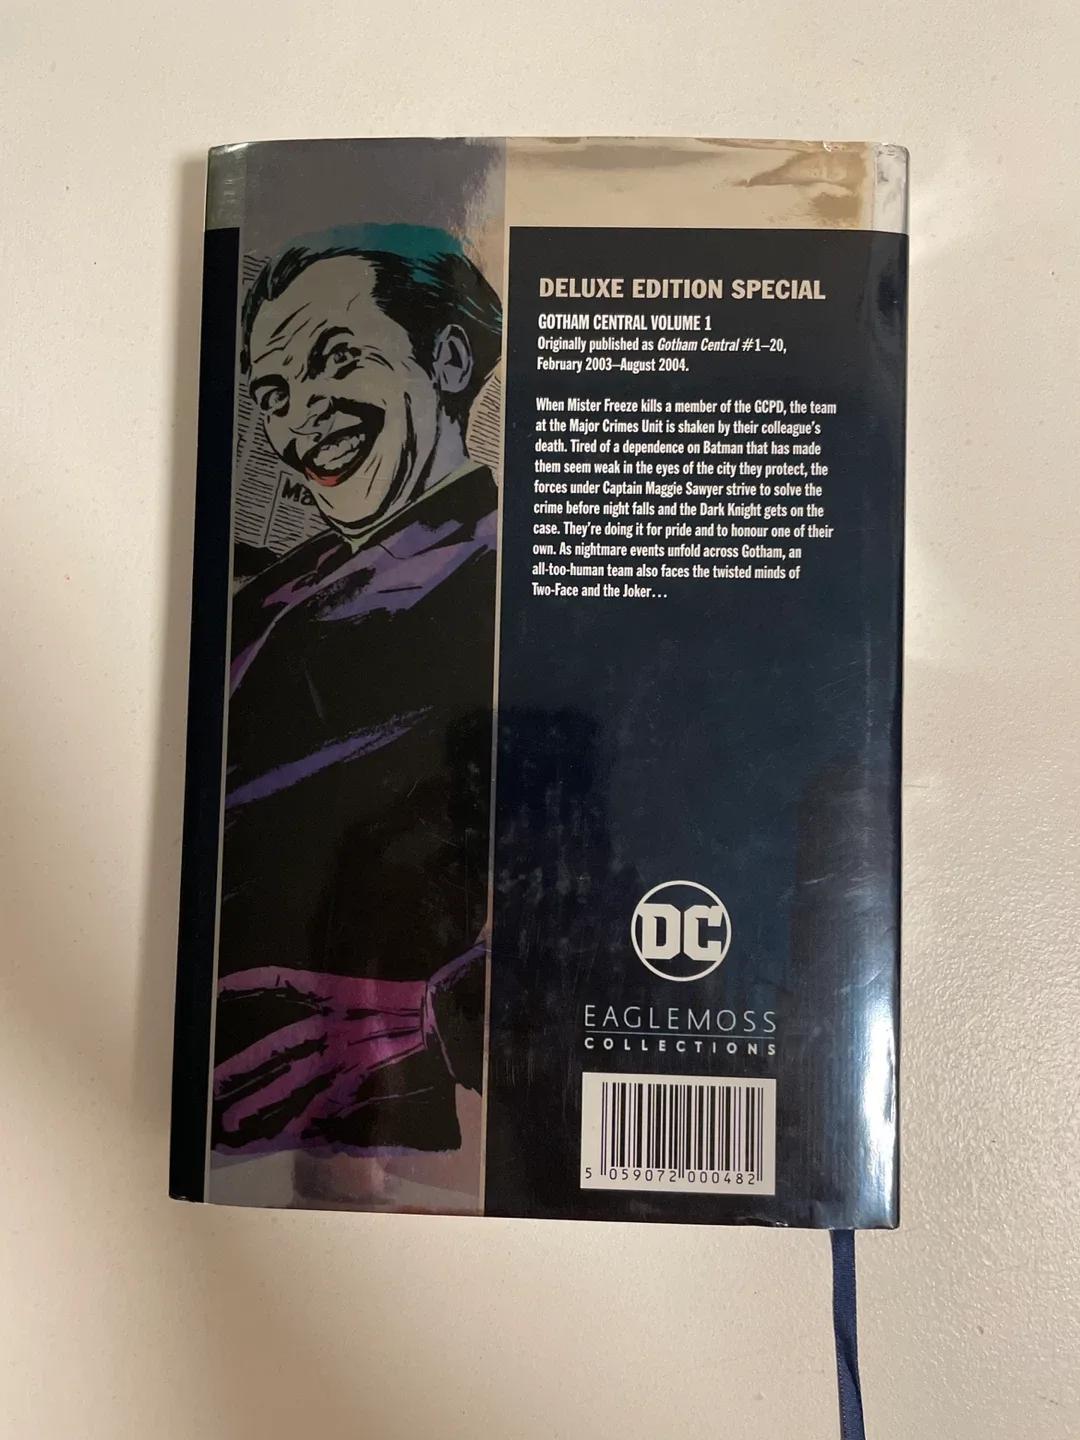 DELUXE EDITION SPECIAL
GOTHAM CENTRAL VOLUME 1
Originally published as Gotham Central #1–20,
February 2003–August 2004.
When Mister Freeze kills a member of the GCPD, the team
at the Major Crimes Unit is shaken by their colleague's
death. Tired of a dependence on Batman that has made
them seem weak in the eyes of the city they protect, the
forces under Captain Maggie Sawyer strive to solve the
crime before night falls and the Dark Knight gets on the
case. They're doing it for pride and to honour one of their
own. As nightmare events unfold across Gotham, an
all-too-human team also faces the twisted minds of
Two-Face and the Joker...
DC
EAGLEMOSS
COLLECTIONS
5 059072 000482